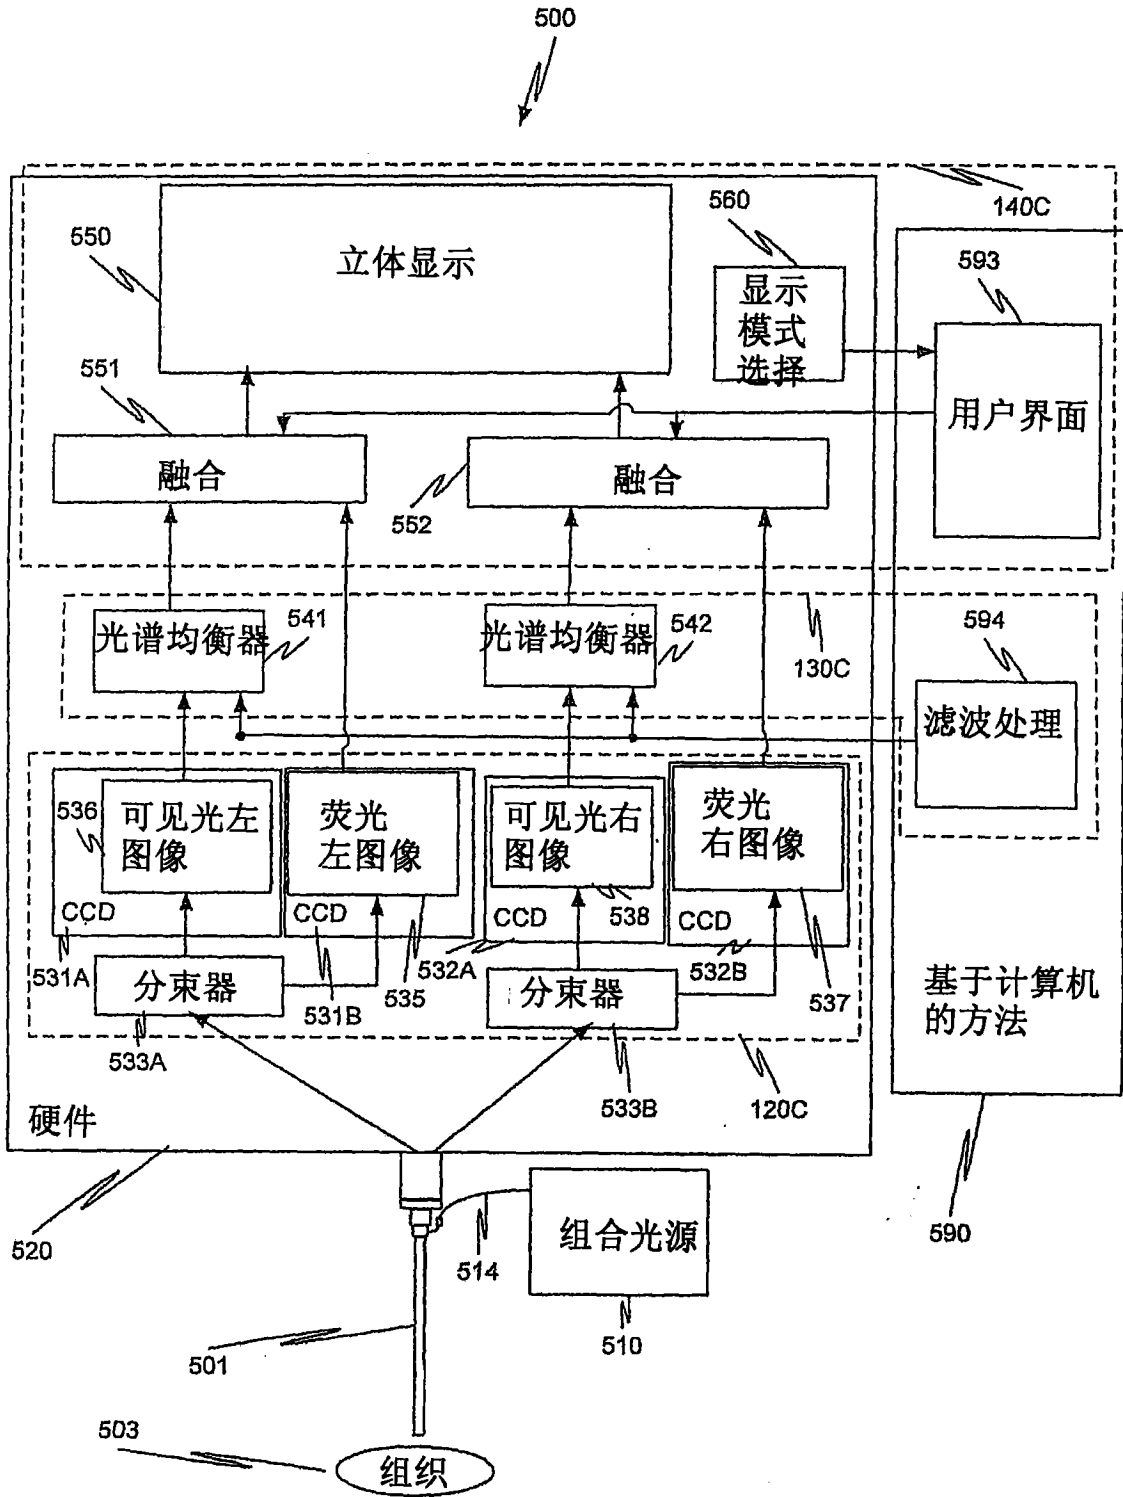 500
140C
560
550
立体显示
593
显示
模式
选择
551
用户界面
融合
融合
552
541
542
594
光谱均衡器
光谱均衡器
130C
滤波处理
536
可见光左
图像
荧光
左图像
可见光右
图像
荧光
右图像
CCD
CCD
CCD
538
CCD
531A
分束器
531B
535
532A
分束器
532B
537
基于计算机
的方法
533A
533B
120C
硬件
520
514
组合光源
590
501
510
503
组织